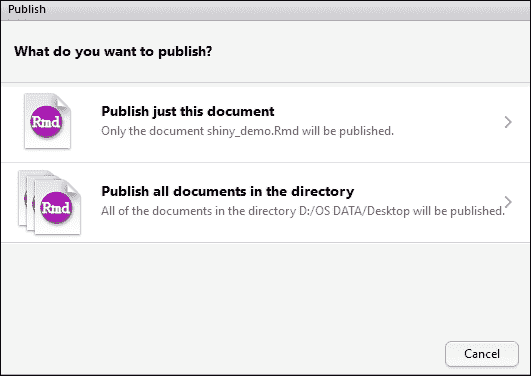 Publish
What do you want to publish?
Rmd
Publish just this document
Only the document shiny_demo.Rmd will be published.
Rmd
Publish all documents in the directory
All of the documents in the directory D:/OS DATA/Desktop will be published.
Cancel